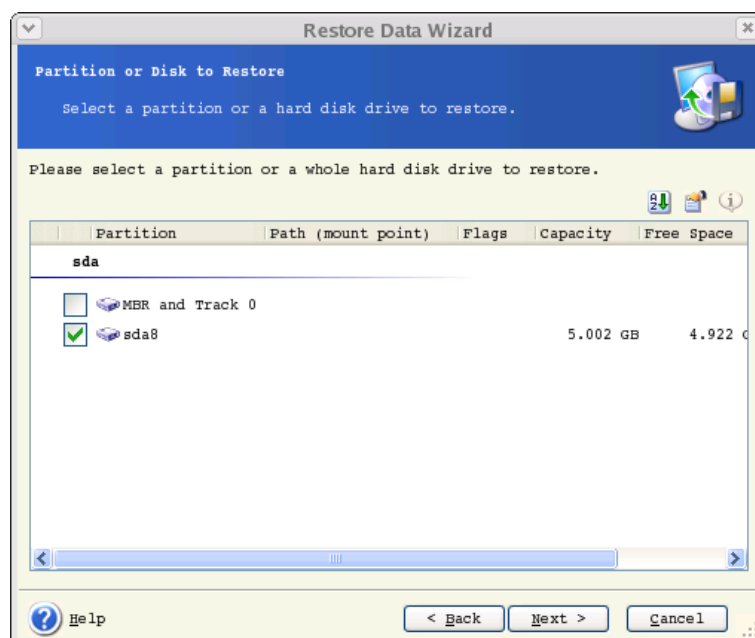 Restore Data Wizard
Partition or Disk to Restore
Select a partition or a hard disk drive to restore.
Please select a partition or a whole hard disk drive to restore.
Partition Path (mount point) Flags Capacity Free Space
sda
MBR and Track 0
sda8 5.002 GB 4.922
Help < Back Next > Cancel